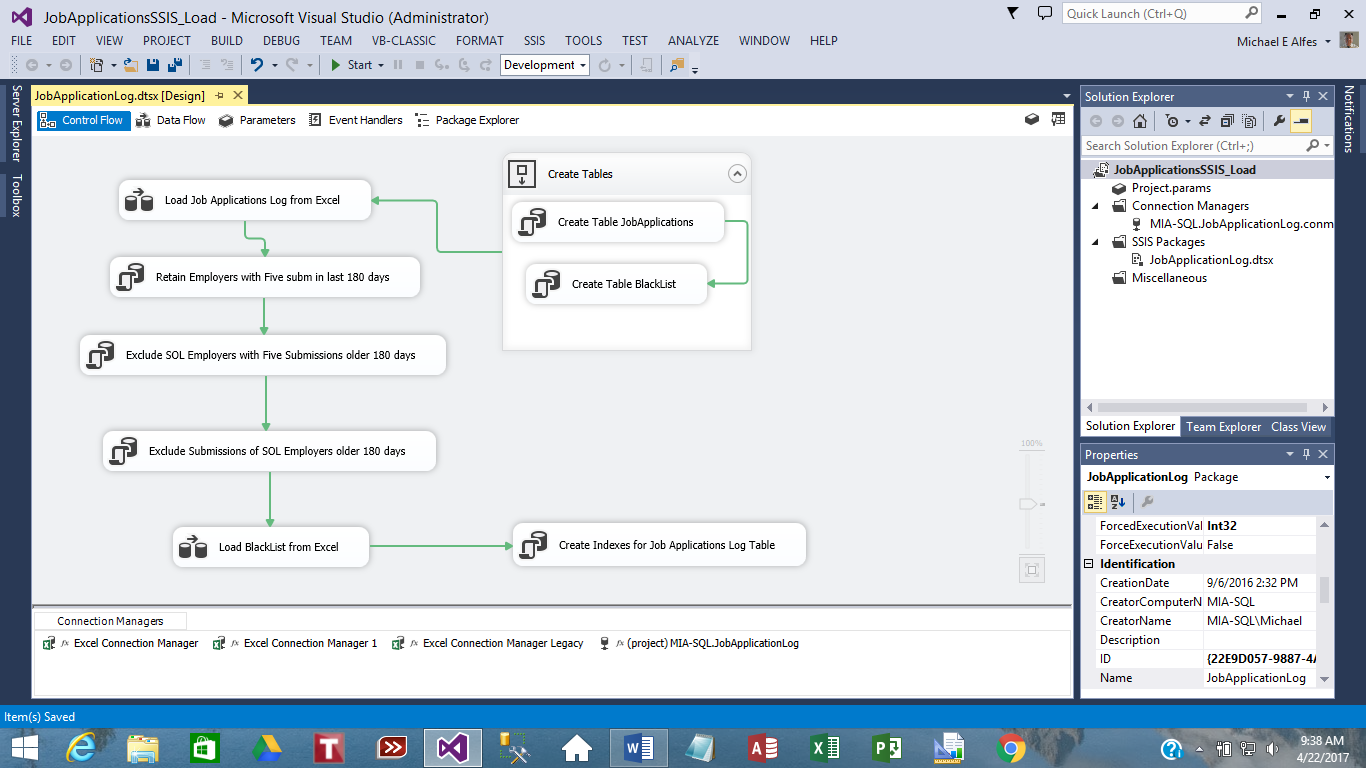 JobApplicationsSSIS_Load - Microsoft Visual Studio (Administrator)
Quick Launch (Ctrl+Q)
FILE EDIT VIEW PROJECT BUILD DEBUG TEAM VB-CLASSIC FORMAT SSIS TOOLS TEST ANALYZE WINDOW HELP
Michael E Alfes
Start
Development
Server Explorer
Toolbox
JobApplicationLog.dtsx [Design]
Control Flow Data Flow Parameters Event Handlers Package Explorer
Create Tables
Load Job Applications Log from Excel
Create Table JobApplications
Retain Employers with Five subm in last 180 days
Create Table BlackList
Exclude SOL Employers with Five Submissions older 180 days
Exclude Submissions of SOL Employers older 180 days
100%
Load BlackList from Excel
Create Indexes for Job Applications Log Table
Connection Managers
fx Excel Connection Manager
fx Excel Connection Manager 1
fx Excel Connection Manager Legacy
fx (project) MIA-SQL.JobApplicationLog
Solution Explorer
Search Solution Explorer (Ctrl+;)
JobApplicationsSSIS_Load
Project.params
Connection Managers
MIA-SQL.JobApplicationLog.conm
SSIS Packages
JobApplicationLog.dtsx
Miscellaneous
Solution Explorer Team Explorer Class View
Properties
JobApplicationLog Package
ForcedExecutionVal Int32
ForceExecutionValu False
Identification
CreationDate 9/6/2016 2:32 PM
CreatorComputerN MIA-SQL
CreatorName MIA-SQL\Michael
Description
ID {22E9D057-9887-4A
Name JobApplicationLog
Notifications
Item(s) Saved
9:38 AM
4/22/2017